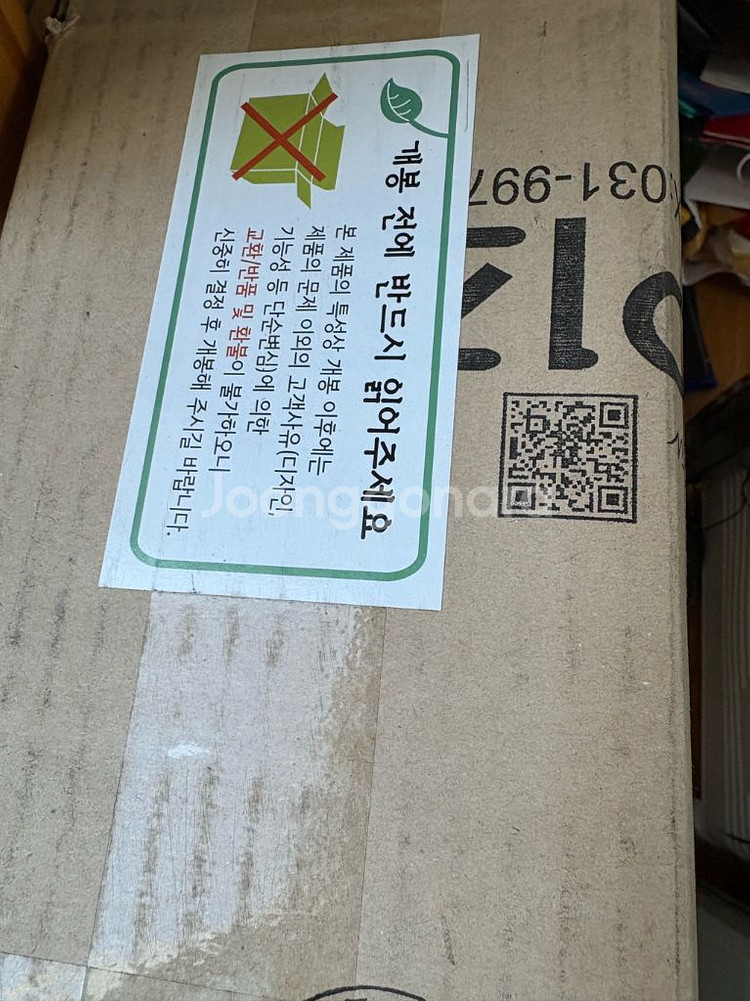 개봉 전에 반드시 읽어주세요
본 제품의 특성상 개봉 이후에는
제품의 문제 이외의 고객사유(디자인,
기능성 등 단순변심)에 의한
교환/반품 및 환불이 불가하오니
신중히 결정 후 개봉해 주시길 바랍니다.
:031-997
Joongonara